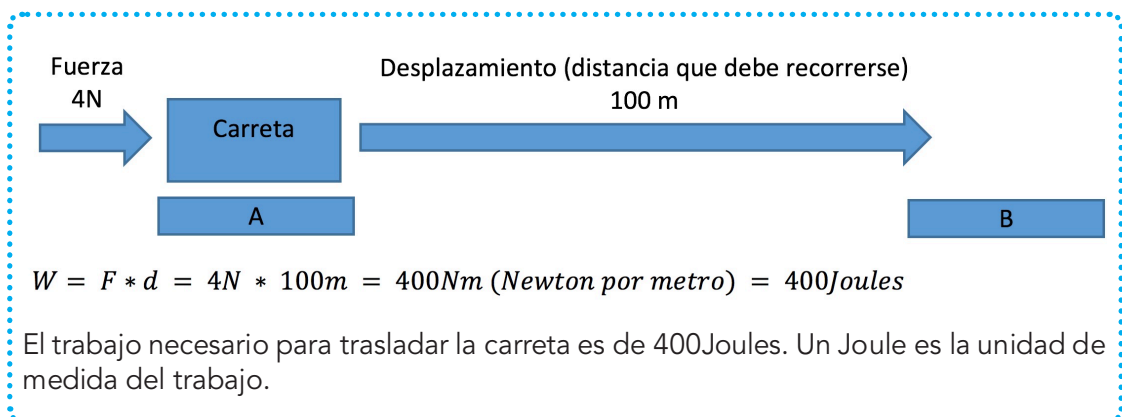 Fuerza
4N
Desplazamiento (distancia que debe recorrerse)
100 m
Carreta
A
B
W = F * d = 4N * 100m = 400Nm (Newton por metro) = 400Joules
El trabajo necesario para trasladar la carreta es de 400Joules. Un Joule es la unidad de
medida del trabajo.